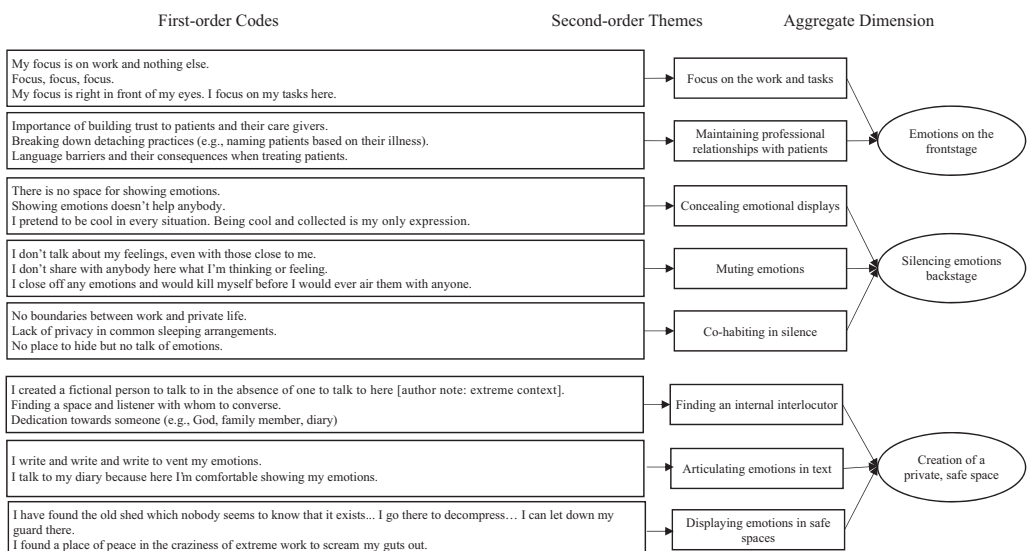 First-order Codes
Second-order Themes
Aggregate Dimension
My focus is on work and nothing else.
Focus, focus, focus.
My focus is right in front of my eyes. I focus on my tasks here.
Focus on the work and tasks
Importance of building trust to patients and their care givers.
Breaking down detaching practices (e.g., naming patients based on their illness).
Language barriers and their consequences when treating patients.
Maintaining professional
relationships with patients
Emotions on the
frontstage
There is no space for showing emotions.
Showing emotions doesn't help anybody.
I pretend to be cool in every situation. Being cool and collected is my only expression.
Concealing emotional displays
I don't talk about my feelings, even with those close to me.
I don't share with anybody here what I'm thinking or feeling.
I close off any emotions and would kill myself before I would ever air them with anyone.
Muting emotions
Silencing emotions
backstage
No boundaries between work and private life.
Lack of privacy in common sleeping arrangements.
No place to hide but no talk of emotions.
Co-habiting in silence
I created a fictional person to talk to in the absence of one to talk to here [author note: extreme context].
Finding a space and listener with whom to converse.
Dedication towards someone (e.g., God, family member, diary)
Finding an internal interlocutor
I write and write and write to vent my emotions.
I talk to my diary because here I'm comfortable showing my emotions.
Articulating emotions in text
Creation of a
private, safe space
I have found the old shed which nobody seems to know that it exists... I go there to decompress… I can let down my
guard there.
I found a place of peace in the craziness of extreme work to scream my guts out.
Displaying emotions in safe
spaces